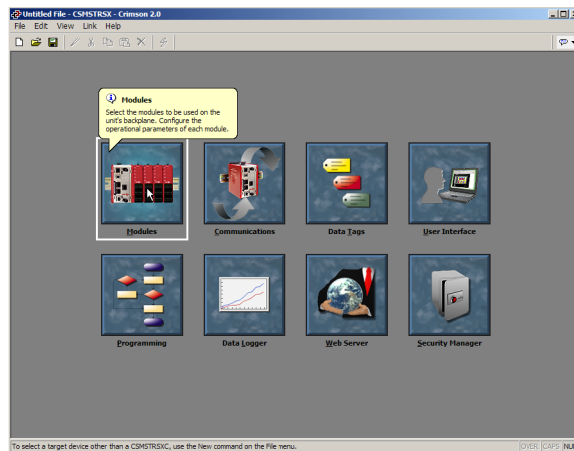 Untitled File - CSMSTRSX - Crimson 2.0
File Edit View Link Help
Modules
Select the modules to be used on the
unit's backplane. Configure the
operational parameters of each module.
Modules
Communications
Data Tags
User Interface
Programming
Data Logger
Web Server
Security Manager
To select a target device other than a CSMSTRSXC, use the New command on the File menu.
OVER CAPS NU